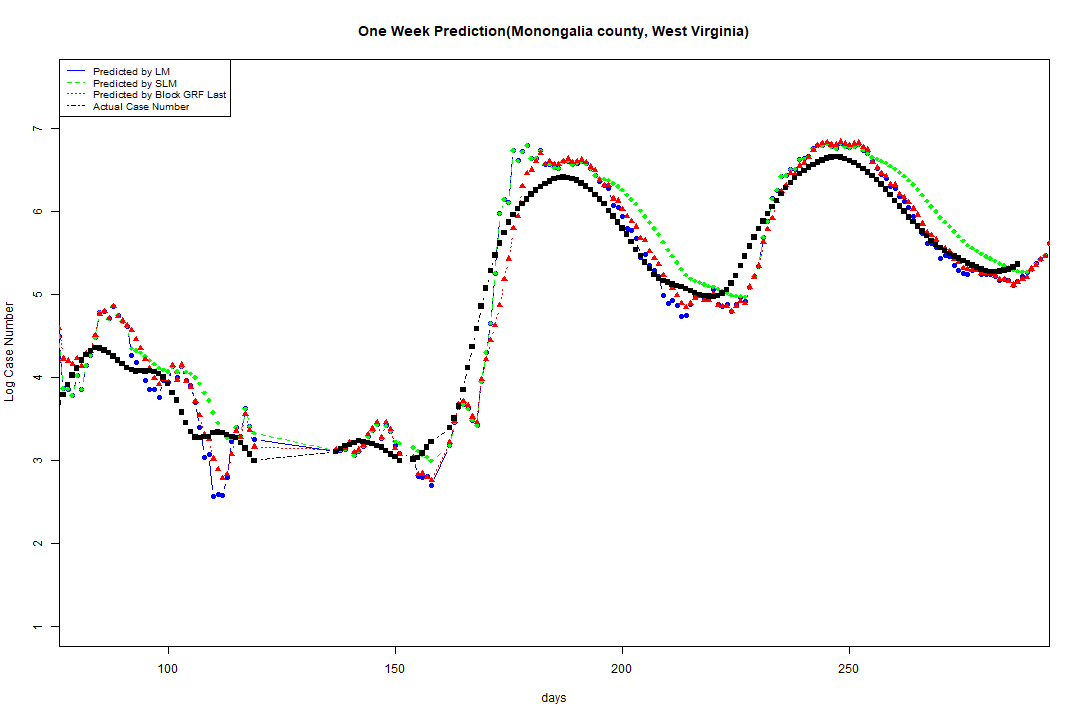 One Week Prediction(Monongalia county, West Virginia)
Predicted by LM
Predicted by SLM
Predicted by Block GRF Last
Actual Case Number
7
6
5
4
3
2
1
Log Case Number
100 150 200 250
days